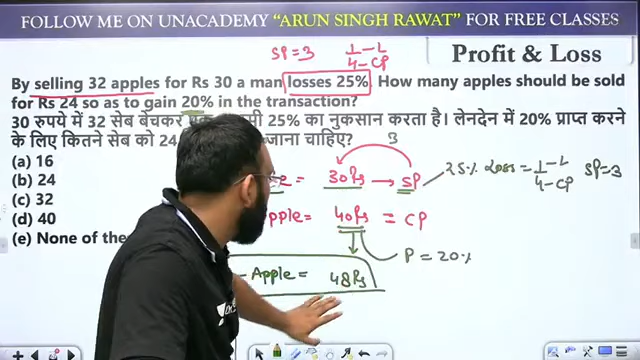 FOLLOW ME ON UNACADEMY “ARUN SINGH RAWAT” FOR FREE CLASSES
SP=3 1-L
4-CP
Profit & Loss
By selling 32 apples for Rs 30 a man losses 25%. How many apples should be sold
for Rs 24 so as to gain 20% in the transaction?
30 रुपये में 32 सेब बेचकर 25% का नुकसान करता है। लेनदेन में 20% प्राप्त करने
के लिए कितने सेब को 24 जाना चाहिए?
3
(a) 16
= 30Rs → SP 25% Loss = 1-L SP=3
4-CP
(b) 24
(c) 32
Apple = 40Rs = CP
(d) 40
P = 20%
(e) None of the
Apple = 48Rs